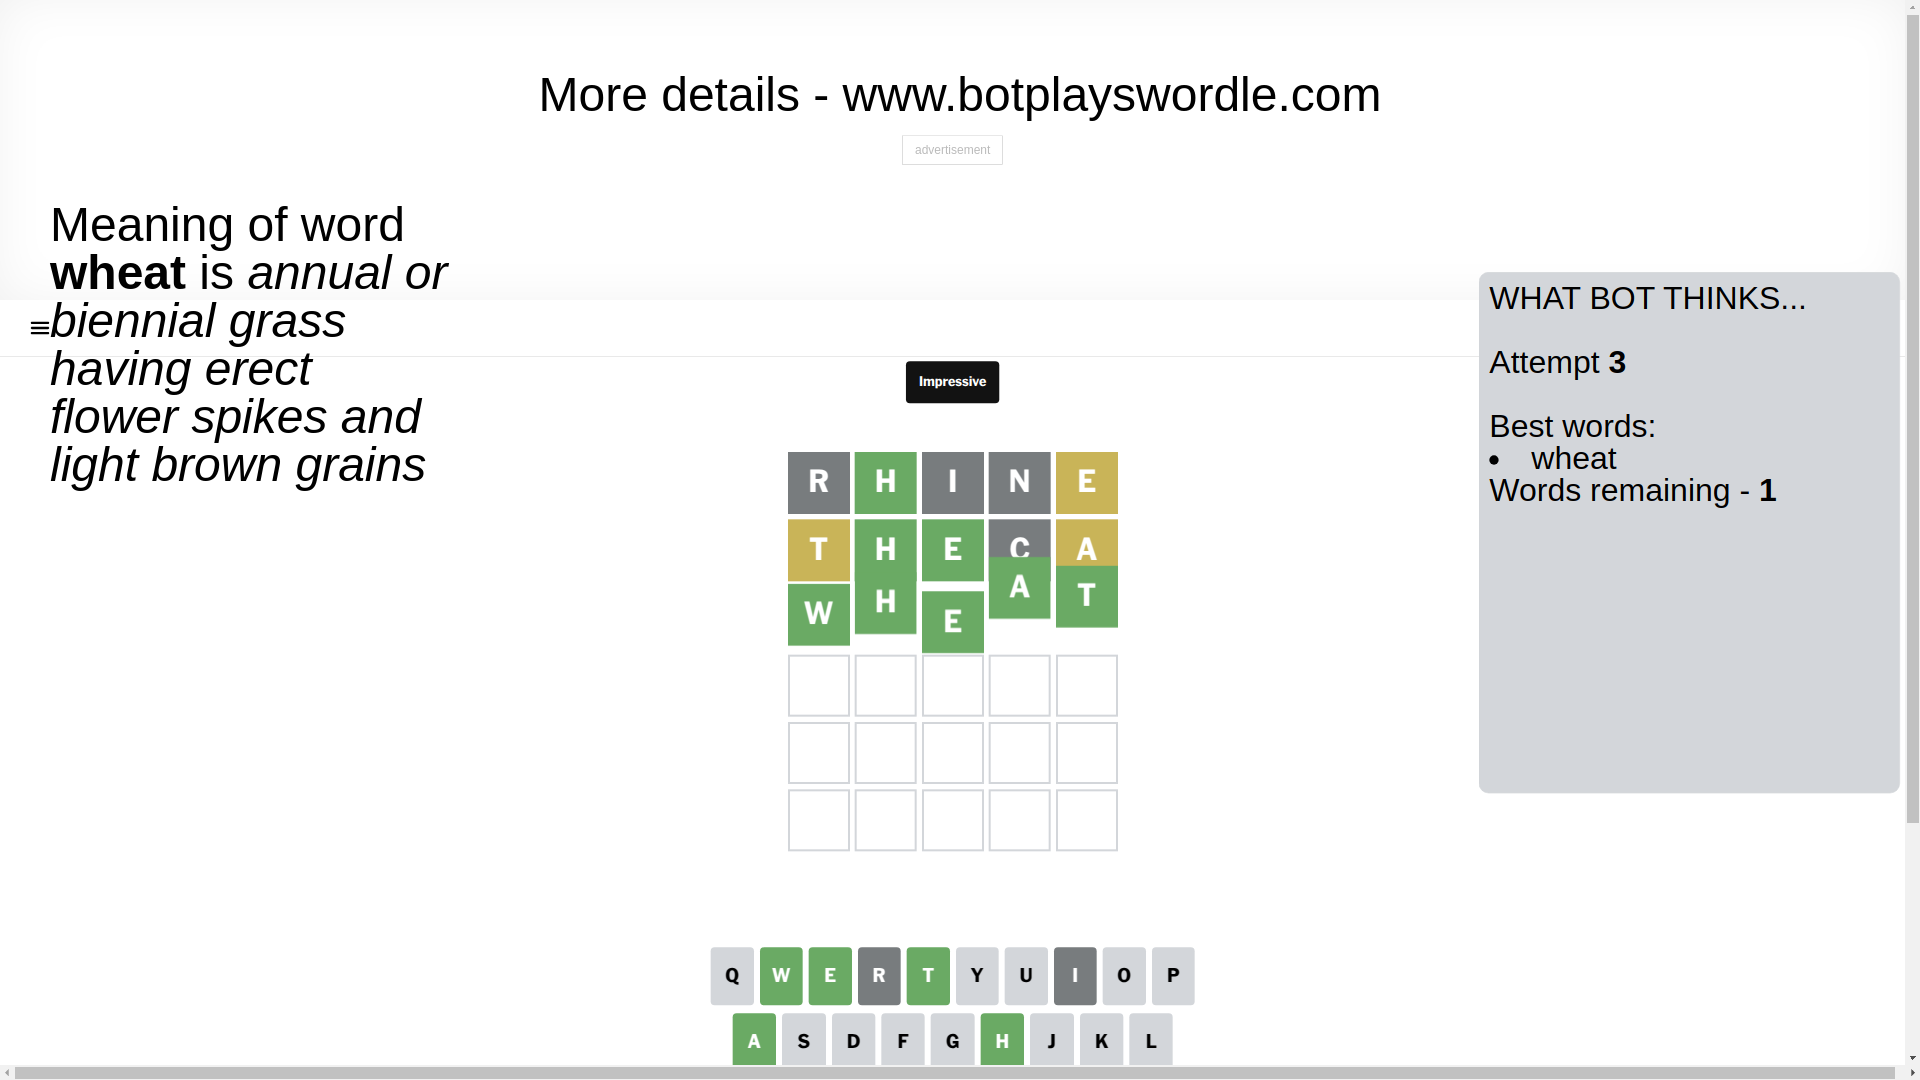 More details - www.botplayswordle.com
advertisement
Meaning of word
wheat is annual or
biennial grass
having erect
flower spikes and
light brown grains
WHAT BOT THINKS...
Attempt 3
Best words:
• wheat
Words remaining - 1
Impressive
R H I N E
T H E C A
W H E A T
Q W E R T Y U I O P
A S D F G H J K L